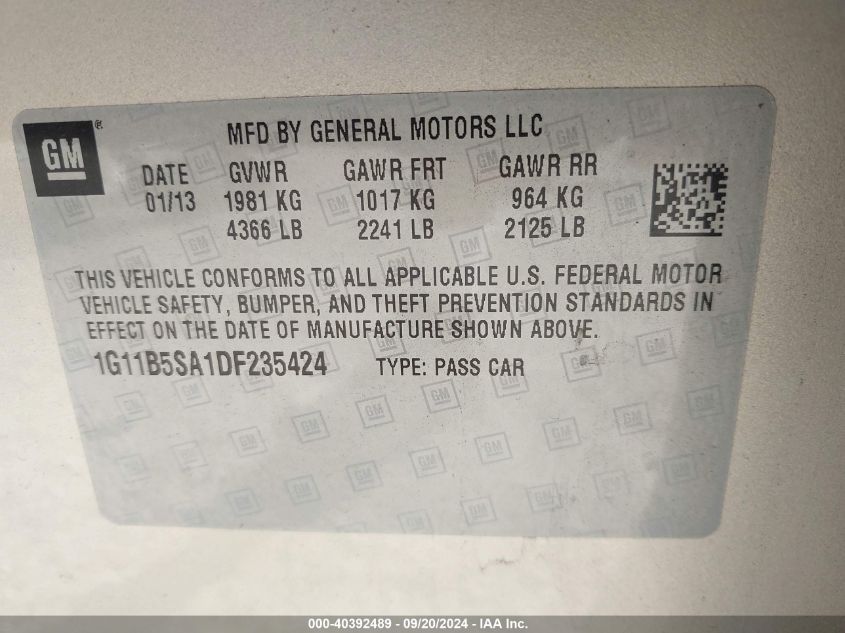 GM ®
MFD BY GENERAL MOTORS LLC
DATE GVWR GAWR FRT GAWR RR
01/13 1981 KG 1017 KG 964 KG
4366 LB 2241 LB 2125 LB
THIS VEHICLE CONFORMS TO ALL APPLICABLE U.S. FEDERAL MOTOR
VEHICLE SAFETY, BUMPER, AND THEFT PREVENTION STANDARDS IN
EFFECT ON THE DATE OF MANUFACTURE SHOWN ABOVE.
1G11B5SA1DF235424 TYPE: PASS CAR
000-40392489 - 09/20/2024 - IAA Inc.